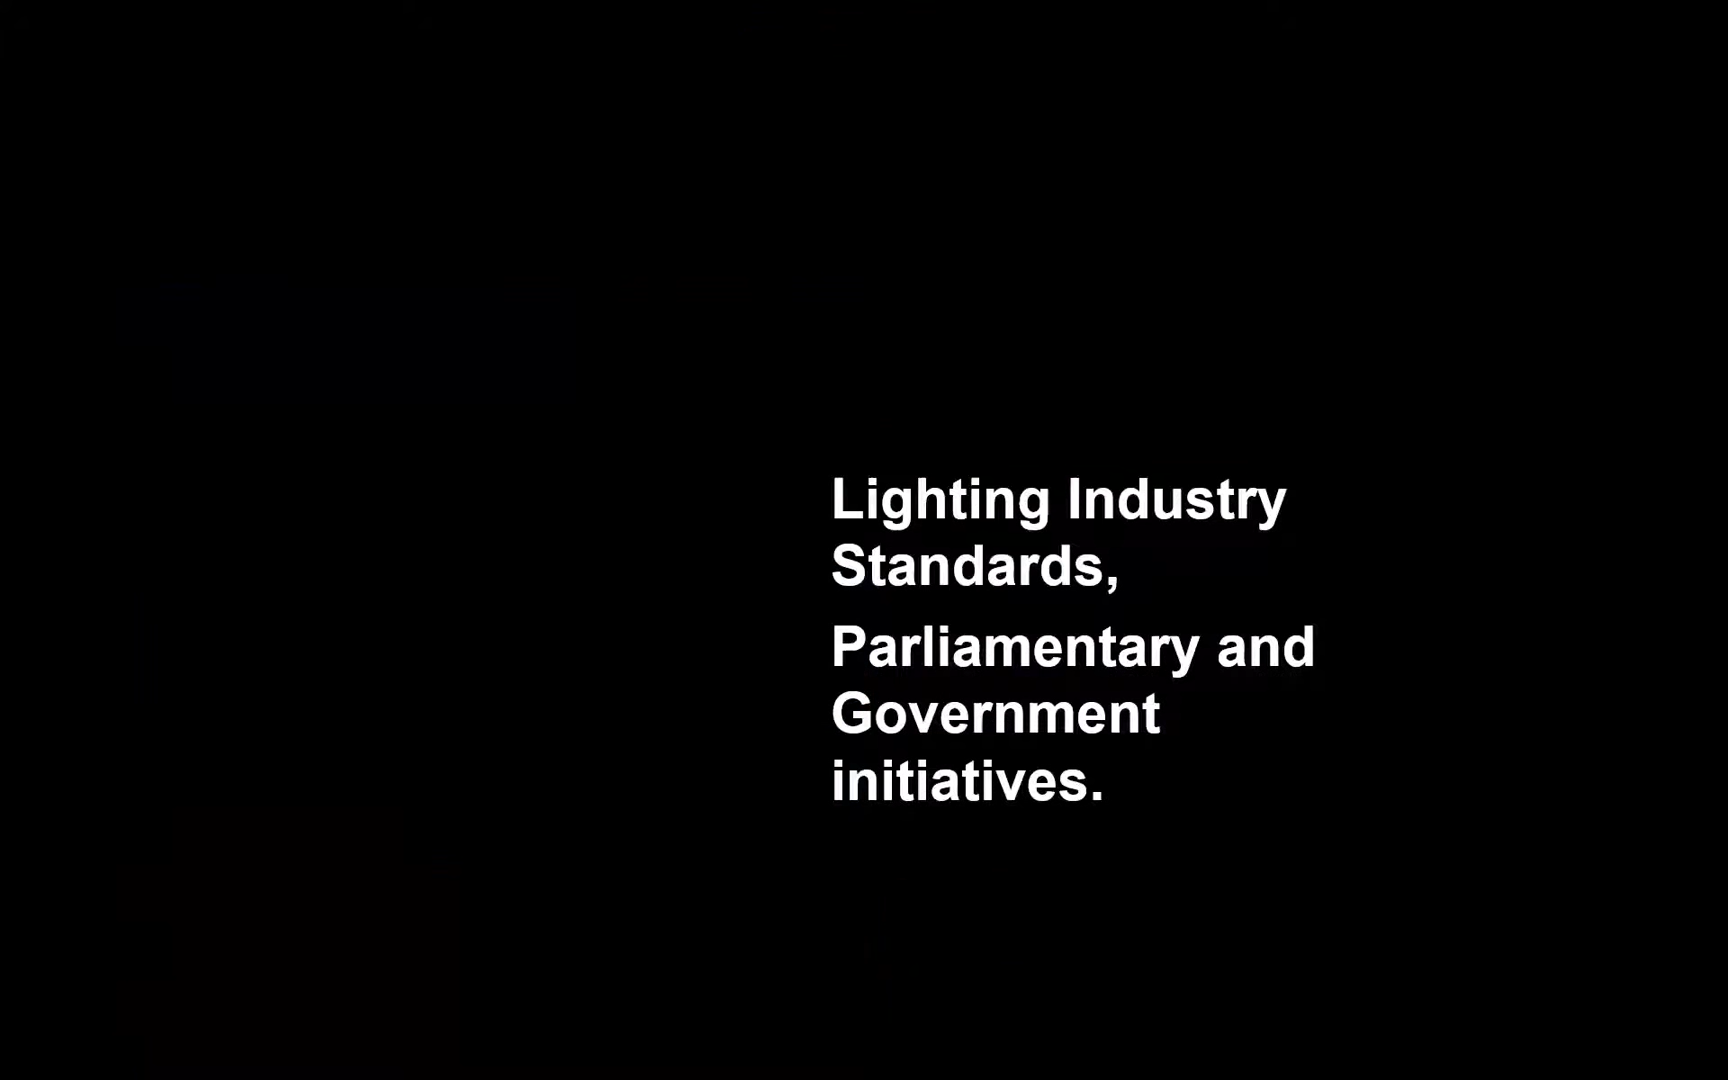 Lighting Industry
Standards,
Parliamentary and
Government
initiatives.